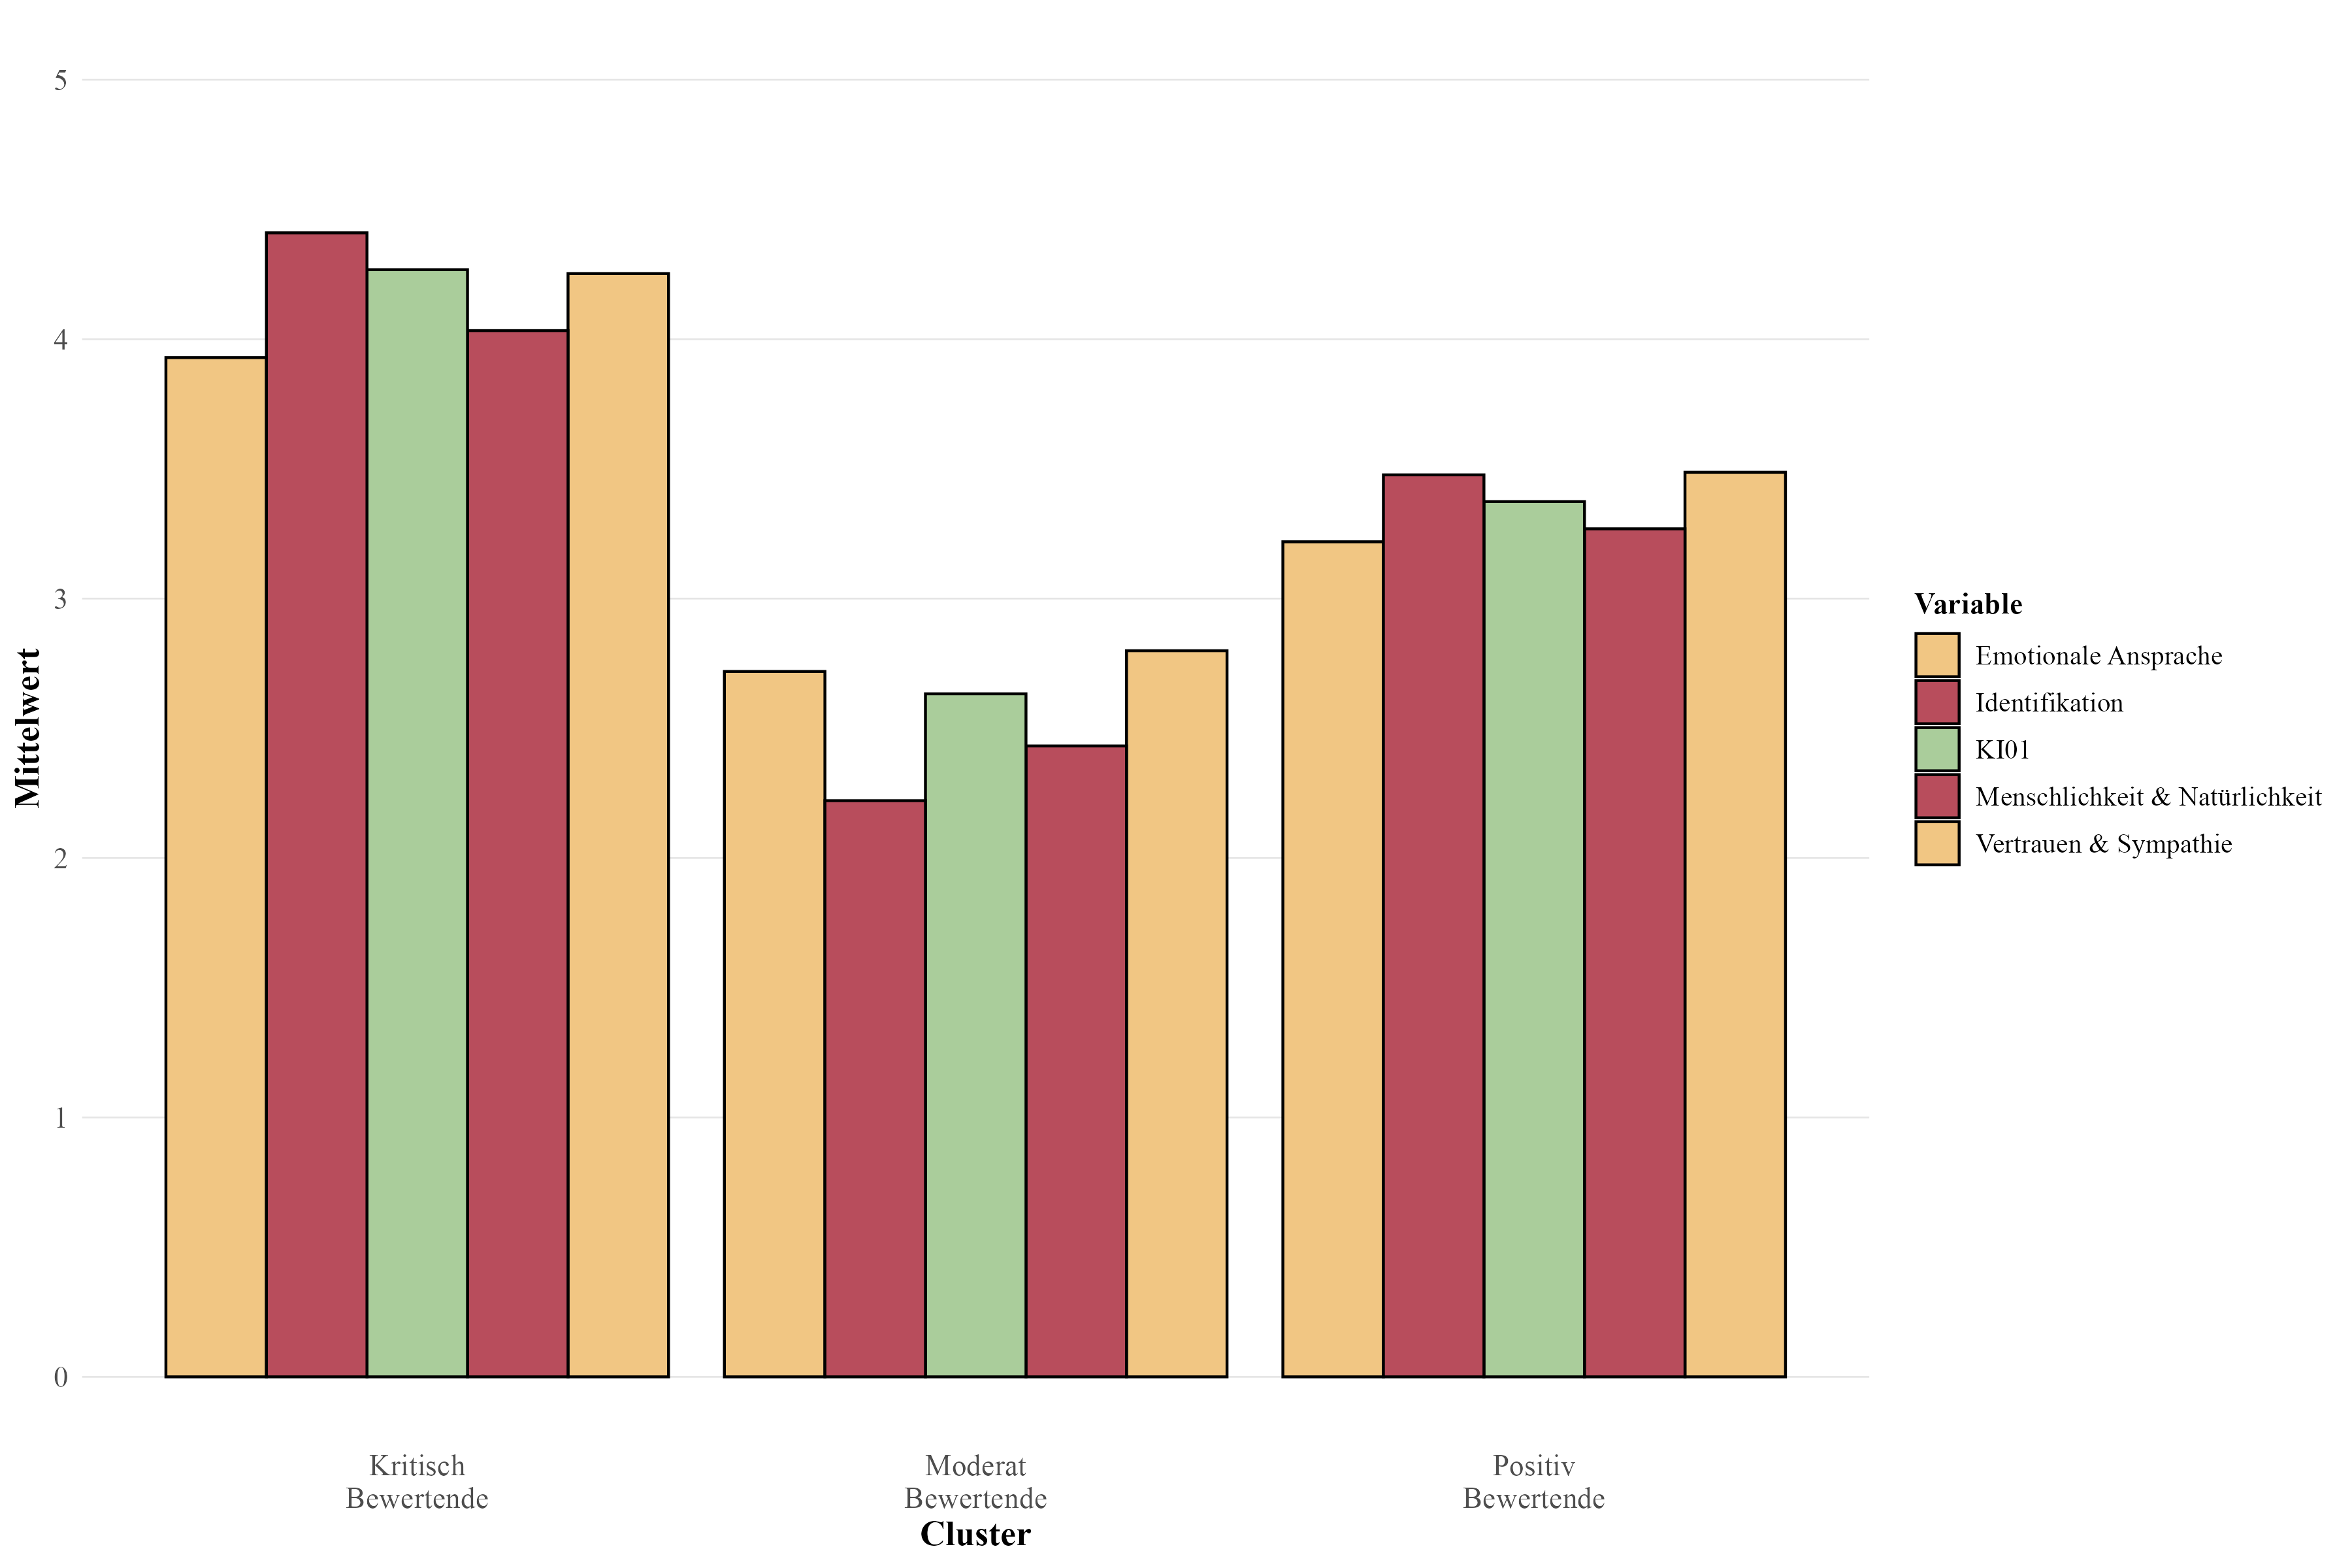 5
4
3
2
1
0
Mittelwert
Kritisch
Bewertende
Moderat
Bewertende
Positiv
Bewertende
Cluster
Variable
Emotionale Ansprache
Identifikation
KI01
Menschlichkeit & Natürlichkeit
Vertrauen & Sympathie